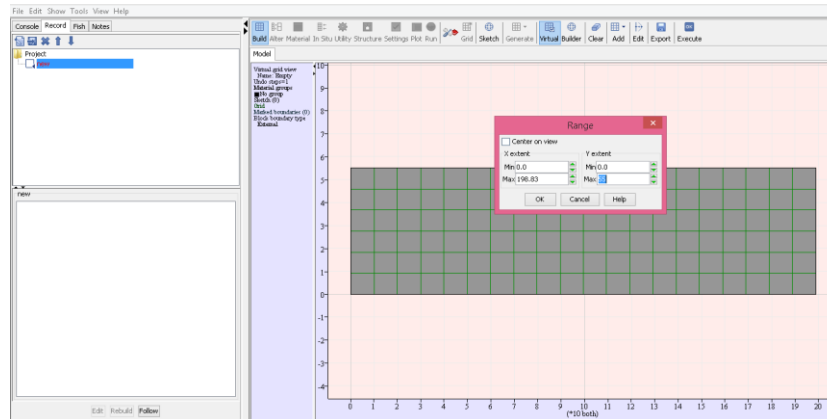 File Edit Show Tools View Help
Console Record Fish Notes
Project
new
new
Edit Rebuild Follow
Build Alter Material In Situ Utility Structure Settings Plot Run Grid Sketch Generate Virtual Builder Clear Add Edit Export Execute
Model
Virtual grid view
Name: Empty
Undo steps=1
Material groups
No group
Sketch (0)
Grid
Marked boundaries (0)
Block boundary type
External
10
9
8
7
6
5
4
3
2
1
0
-1
-2
-3
-4
0 1 2 3 4 5 6 7 8 9 10 11 12 13 14 15 16 17 18 19 20
(*10 both)
Range
Center on view
X extent Y extent
Min 0.0 Min 0.0
Max 198.83 Max
OK Cancel Help